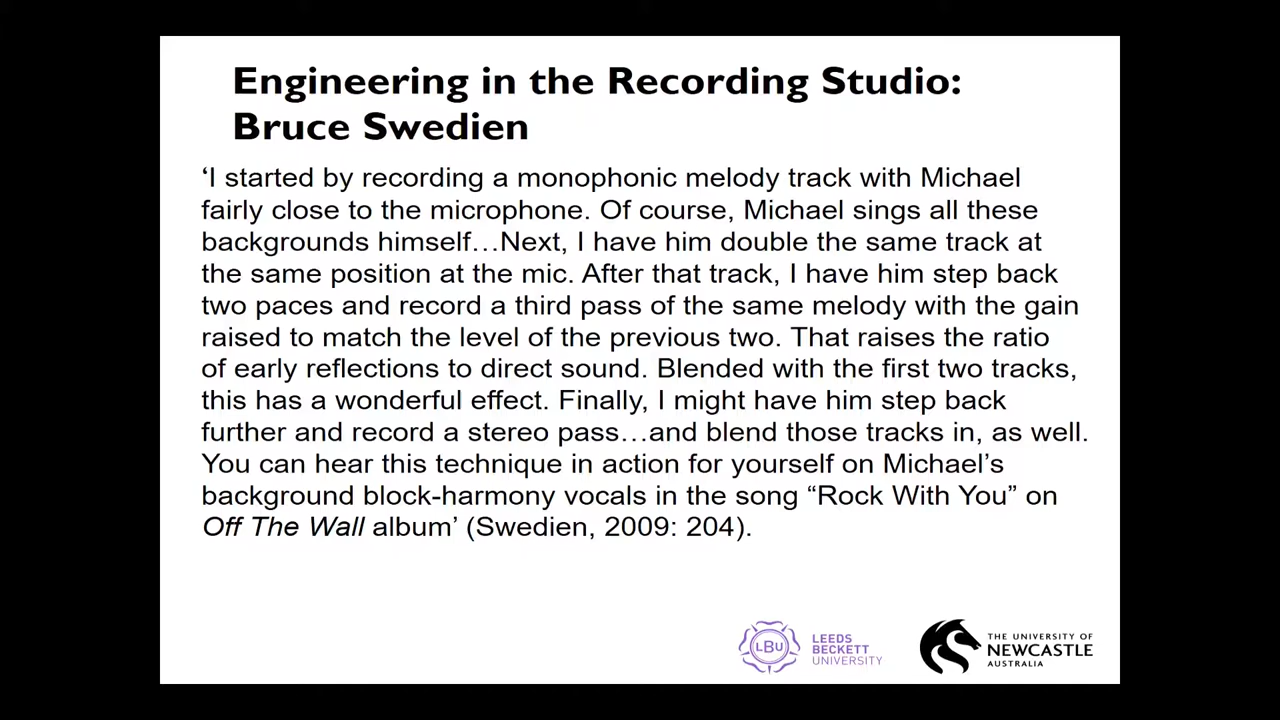 Engineering in the Recording Studio:
Bruce Swedien
‘I started by recording a monophonic melody track with Michael
fairly close to the microphone. Of course, Michael sings all these
backgrounds himself…Next, I have him double the same track at
the same position at the mic. After that track, I have him step back
two paces and record a third pass of the same melody with the gain
raised to match the level of the previous two. That raises the ratio
of early reflections to direct sound. Blended with the first two tracks,
this has a wonderful effect. Finally, I might have him step back
further and record a stereo pass…and blend those tracks in, as well.
You can hear this technique in action for yourself on Michael’s
background block-harmony vocals in the song “Rock With You” on
Off The Wall album’ (Swedien, 2009: 204).
LBU
LEEDS
BECKETT
UNIVERSITY
THE UNIVERSITY OF
NEWCASTLE
AUSTRALIA